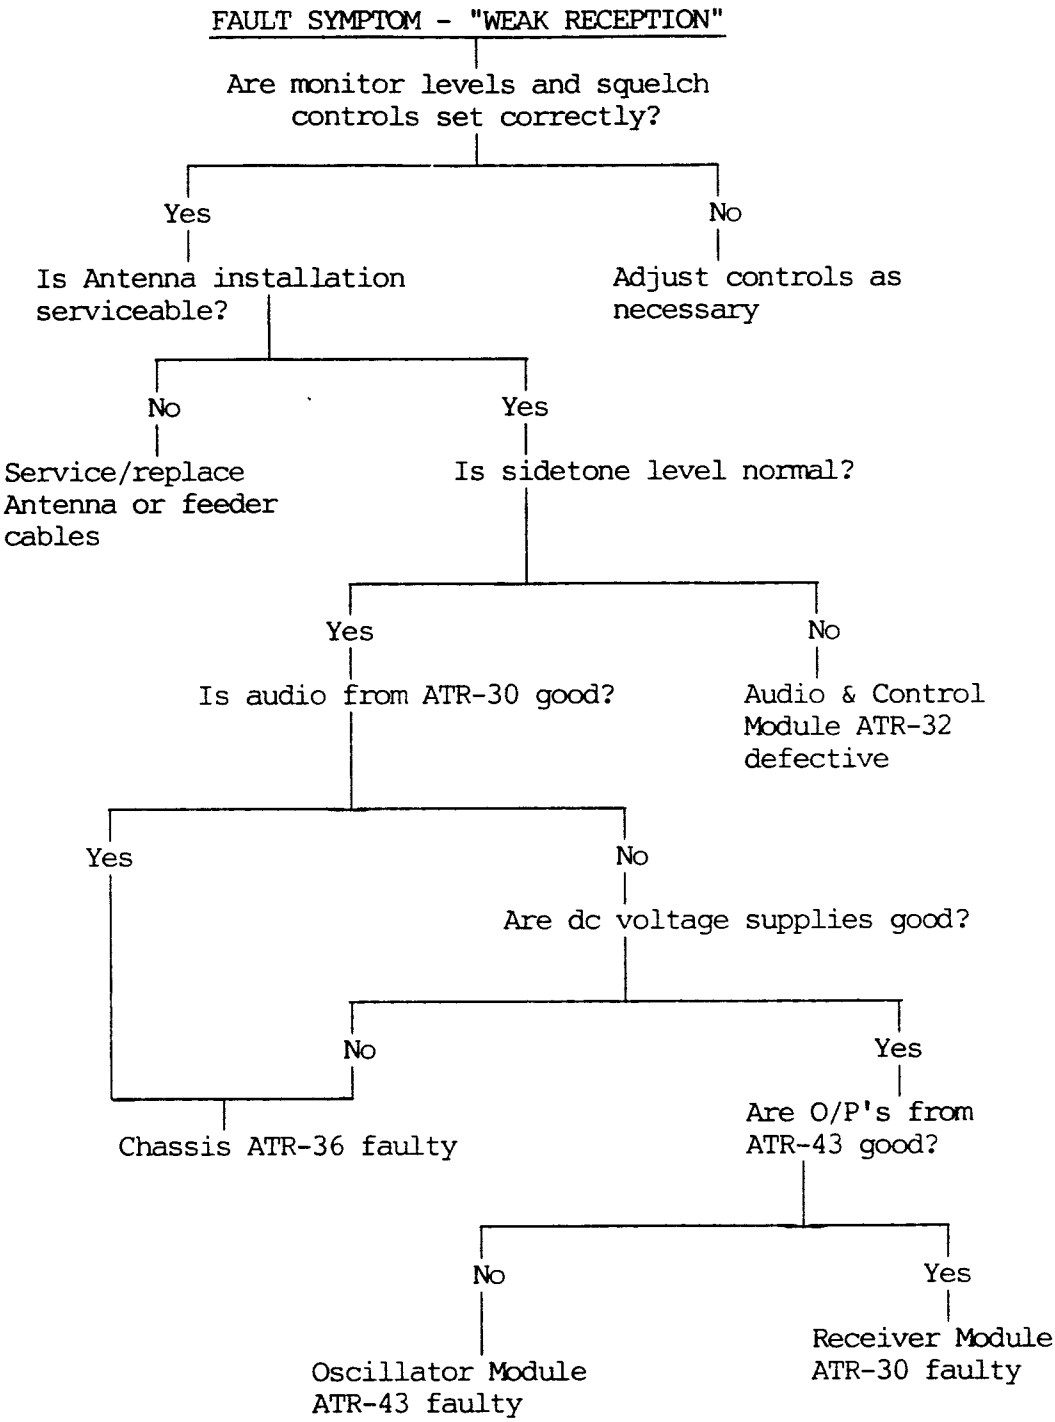 FAULT SYMPTOM - "WEAK RECEPTION"
Are monitor levels and squelch
controls set correctly?
Yes
No
Is Antenna installation
serviceable?
Adjust controls as
necessary
No
Yes
Service/replace
Antenna or feeder
cables
Is sidetone level normal?
Yes
No
Is audio from ATR-30 good?
Audio & Control
Module ATR-32
defective
Yes
No
Are dc voltage supplies good?
No
Yes
Chassis ATR-36 faulty
Are O/P's from
ATR-43 good?
No
Yes
Oscillator Module
ATR-43 faulty
Receiver Module
ATR-30 faulty